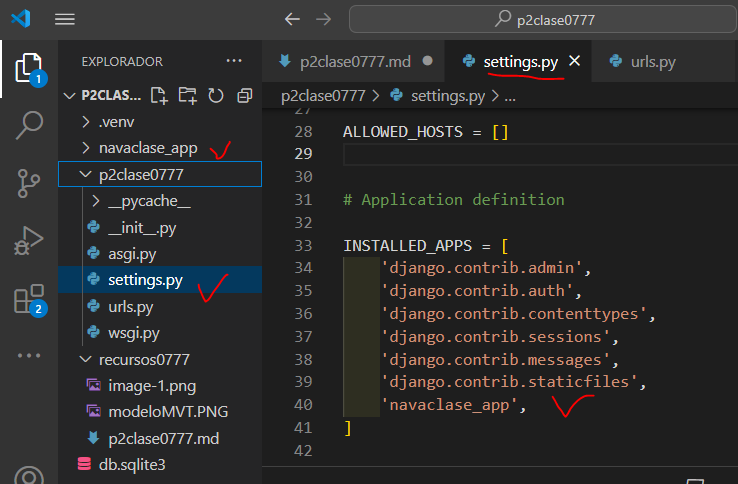 p2clase0777
EXPLORADOR ...
P2CLAS...
.venv
navaclase_app
p2clase0777
__pycache__
__init__.py
asgi.py
settings.py
urls.py
wsgi.py
recursos0777
image-1.png
modeloMVT.PNG
p2clase0777.md
db.sqlite3
1
2
p2clase0777.md
settings.py
urls.py
p2clase0777 > settings.py > ...
27
28 ALLOWED_HOSTS = []
29
30
31 # Application definition
32
33 INSTALLED_APPS = [
34 'django.contrib.admin',
35 'django.contrib.auth',
36 'django.contrib.contenttypes',
37 'django.contrib.sessions',
38 'django.contrib.messages',
39 'django.contrib.staticfiles',
40 'navaclase_app',
41 ]
42